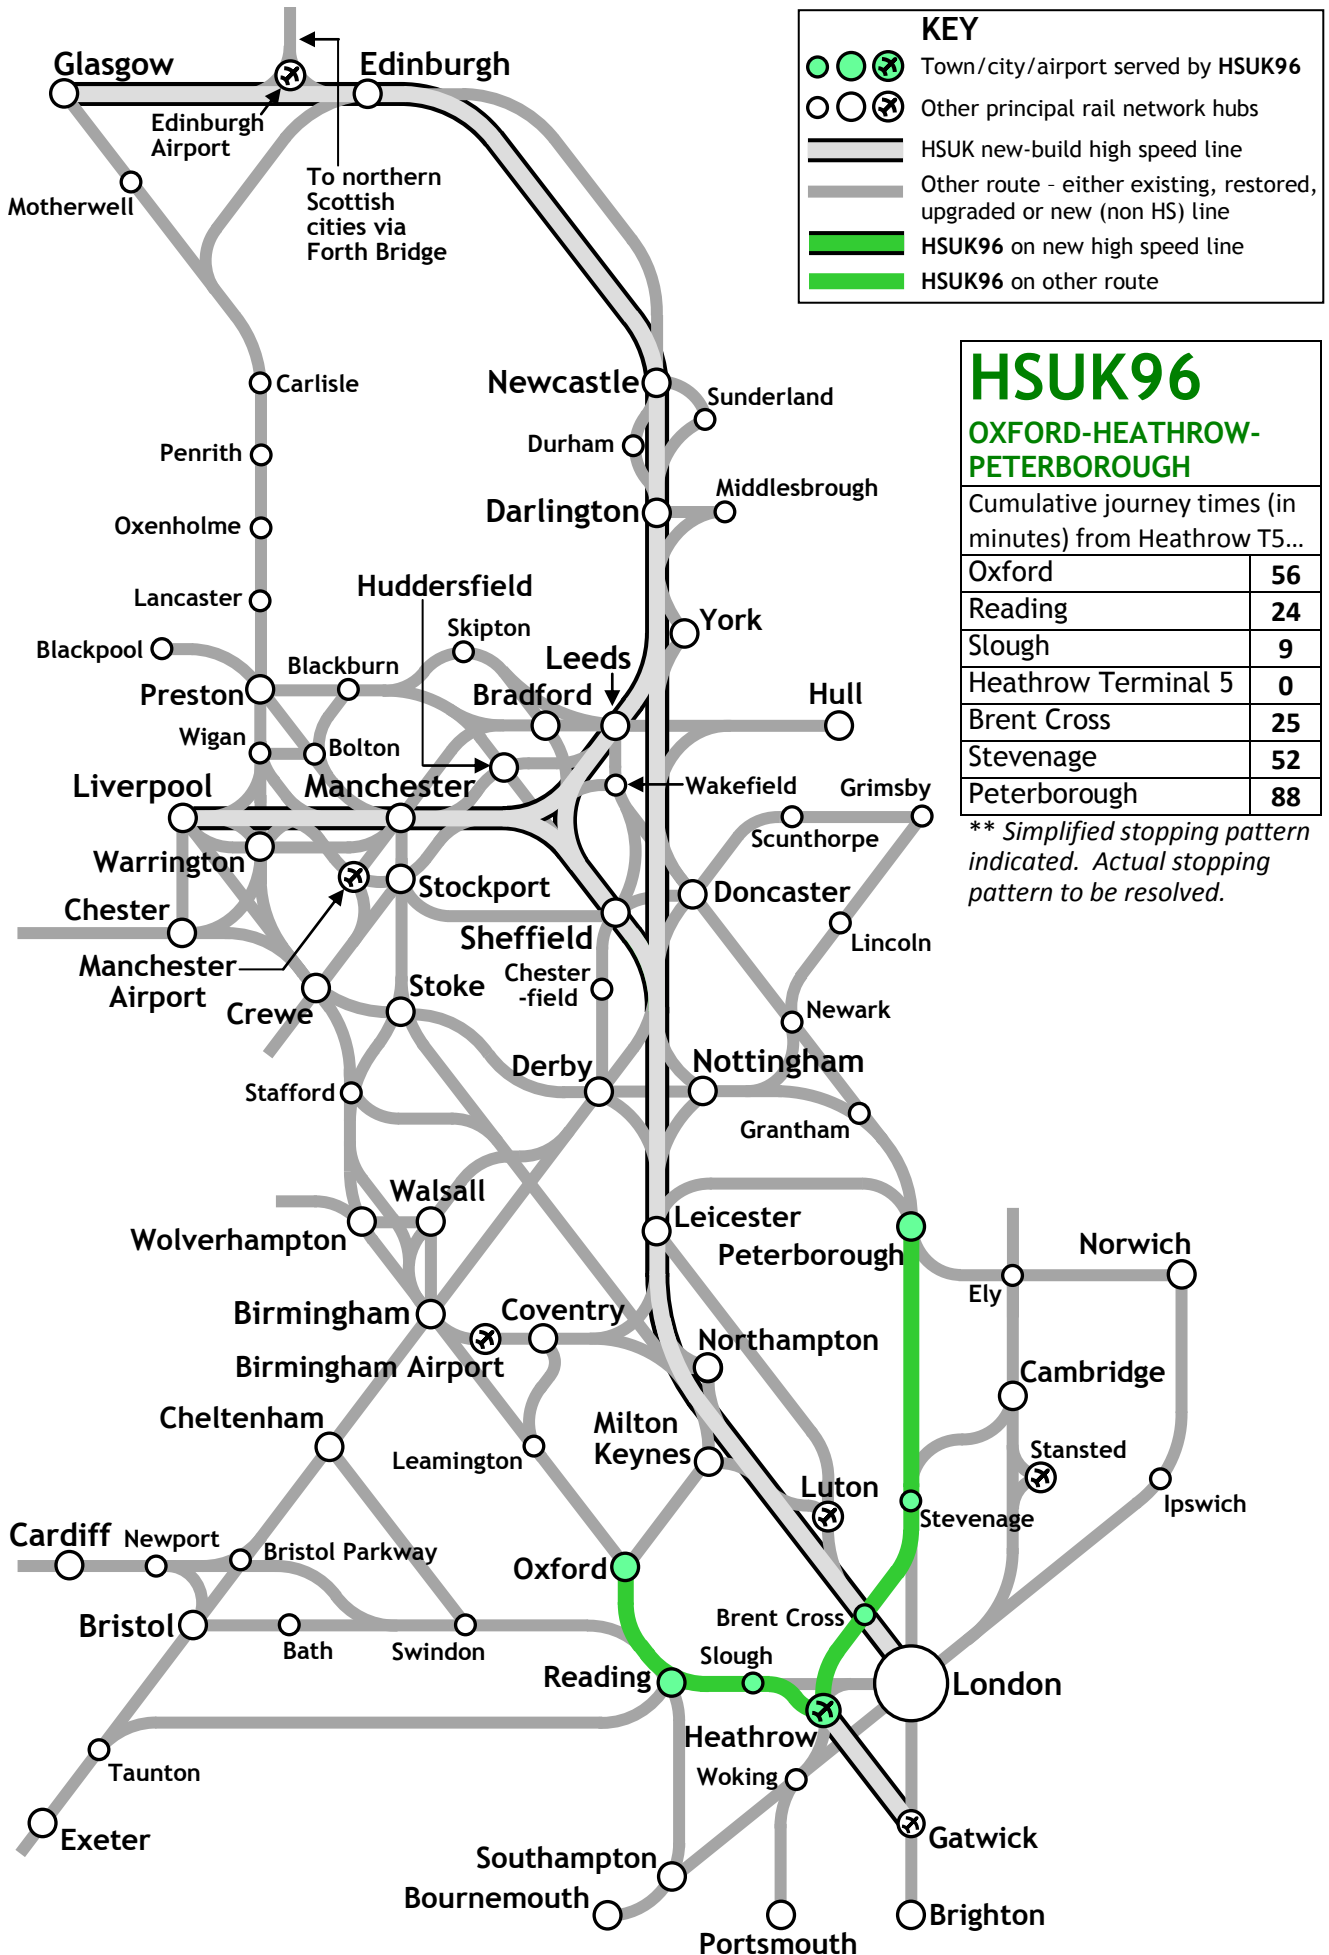 KEY
Town/city/airport served by HSUK96
Other principal rail network hubs
HSUK new-build high speed line
Other route - either existing, restored,
upgraded or new (non HS) line
HSUK96 on new high speed line
HSUK96 on other route
HSUK96
OXFORD-HEATHROW-
PETERBOROUGH
Cumulative journey times (in
minutes) from Heathrow T5...
Oxford 56
Reading 24
Slough 9
Heathrow Terminal 5 0
Brent Cross 25
Stevenage 52
Peterborough 88
** Simplified stopping pattern
indicated. Actual stopping
pattern to be resolved.
Glasgow
Edinburgh
Edinburgh
Airport
To northern
Scottish
cities via
Forth Bridge
Motherwell
Carlisle
Newcastle
Sunderland
Durham
Penrith
Middlesbrough
Darlington
Oxenholme
Huddersfield
Lancaster
York
Skipton
Blackpool
Leeds
Blackburn
Preston
Bradford
Hull
Wigan
Bolton
Liverpool
Manchester
Wakefield
Grimsby
Scunthorpe
Warrington
Stockport
Doncaster
Chester
Sheffield
Lincoln
Manchester
Airport
Chester
-field
Stoke
Crewe
Newark
Nottingham
Derby
Stafford
Grantham
Walsall
Leicester
Wolverhampton
Peterborough
Norwich
Ely
Birmingham
Coventry
Northampton
Birmingham Airport
Cambridge
Cheltenham
Milton
Keynes
Leamington
Stansted
Luton
Ipswich
Stevenage
Cardiff
Newport
Bristol Parkway
Oxford
Bristol
Brent Cross
Bath
Swindon
Slough
Reading
London
Heathrow
Taunton
Woking
Exeter
Gatwick
Southampton
Bournemouth
Brighton
Portsmouth